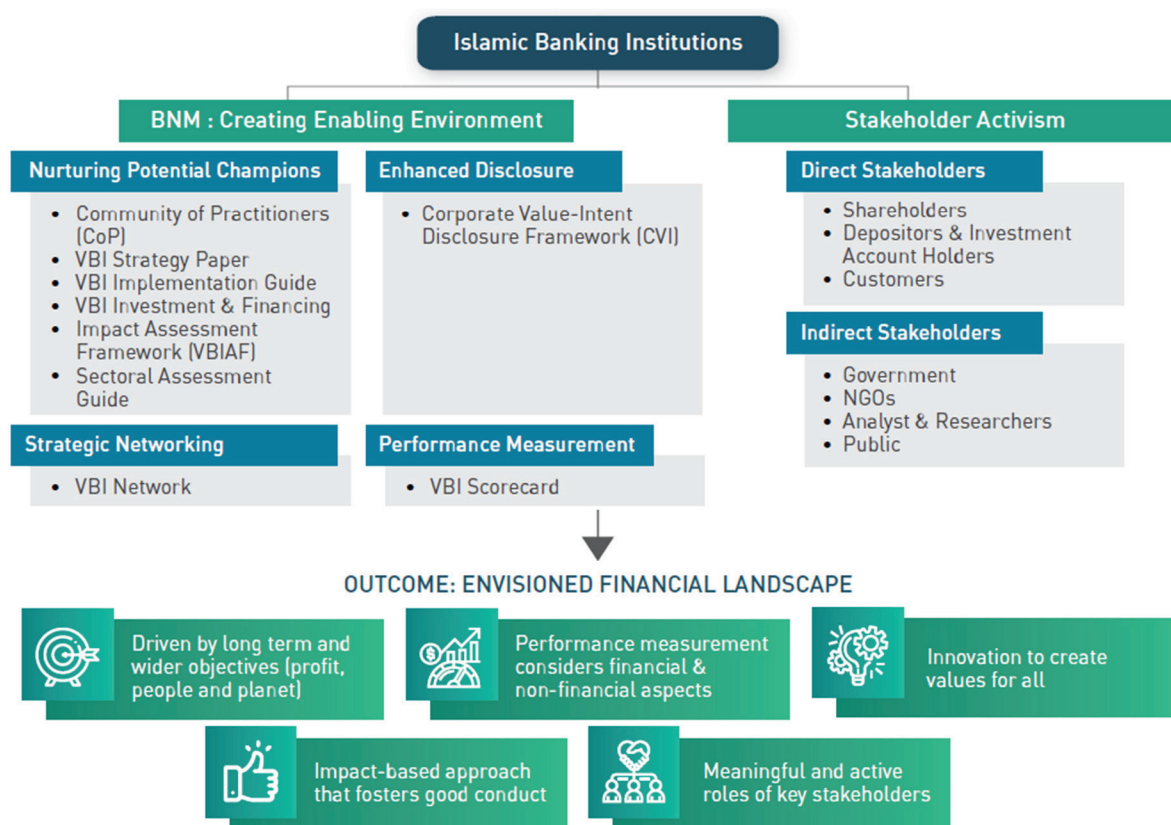 Islamic Banking Institutions
BNM : Creating Enabling Environment
Nurturing Potential Champions
• Community of Practitioners
(CoP)
• VBI Strategy Paper
• VBI Implementation Guide
• VBI Investment & Financing
• Impact Assessment
Framework (VBIAF)
• Sectoral Assessment
Guide
Enhanced Disclosure
• Corporate Value-Intent
Disclosure Framework (CVI)
Strategic Networking
• VBI Network
Performance Measurement
• VBI Scorecard
Stakeholder Activism
Direct Stakeholders
• Shareholders
• Depositors & Investment
Account Holders
• Customers
Indirect Stakeholders
• Government
• NGOs
• Analyst & Researchers
• Public
OUTCOME: ENVISIONED FINANCIAL LANDSCAPE
Driven by long term and
wider objectives (profit,
people and planet)
$
Performance measurement
considers financial &
non-financial aspects
Innovation to create
values for all
Impact-based approach
that fosters good conduct
Meaningful and active
roles of key stakeholders